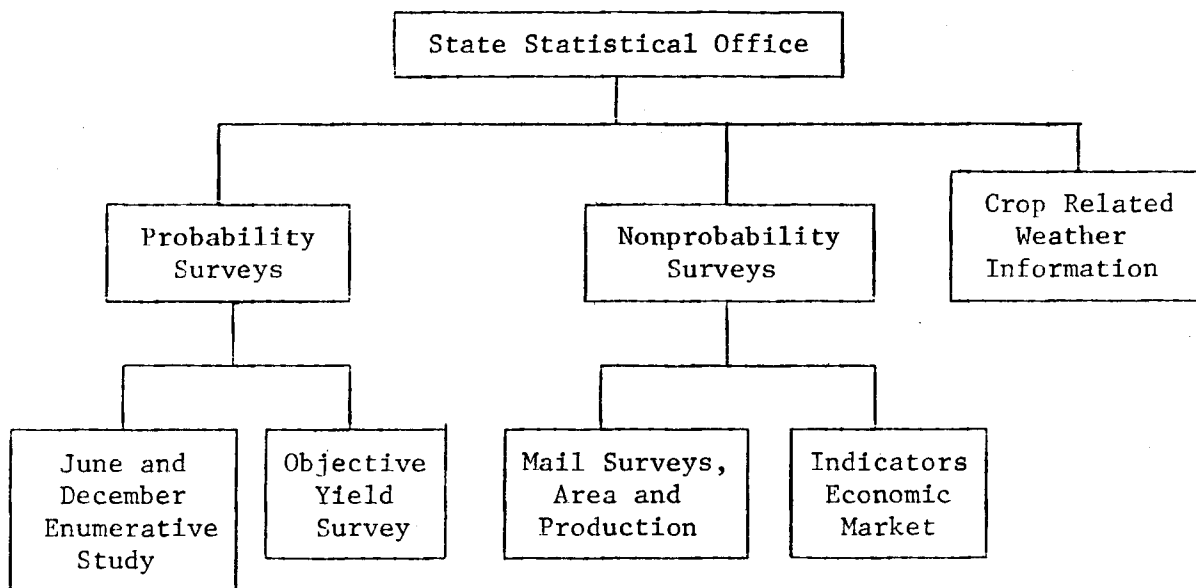 State Statistical Office
Probability
Surveys
Nonprobability
Surveys
Crop Related
Weather
Information
June and
December
Enumerative
Study
Objective
Yield
Survey
Mail Surveys,
Area and
Production
Indicators
Economic
Market